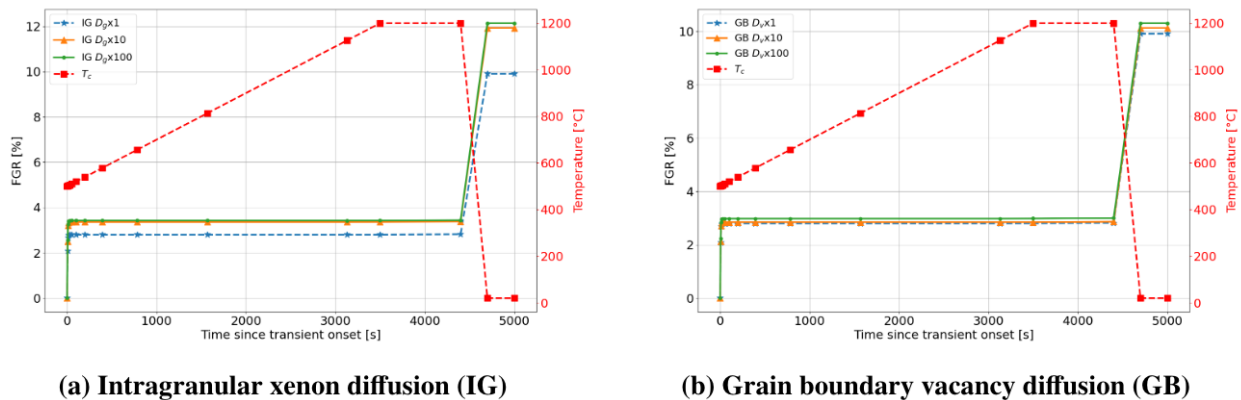 IG D_g x1
IG D_g x10
IG D_g x100
T_c
12
10
8
6
4
2
0
FGR [%]
1200
1000
800
600
400
200
0
Temperature [°C]
0 1000 2000 3000 4000 5000
Time since transient onset [s]
(a) Intragranular xenon diffusion (IG)
GB D_v x1
GB D_v x10
GB D_v x100
T_c
10
8
6
4
2
0
FGR [%]
1200
1000
800
600
400
200
0
Temperature [°C]
0 1000 2000 3000 4000 5000
Time since transient onset [s]
(b) Grain boundary vacancy diffusion (GB)